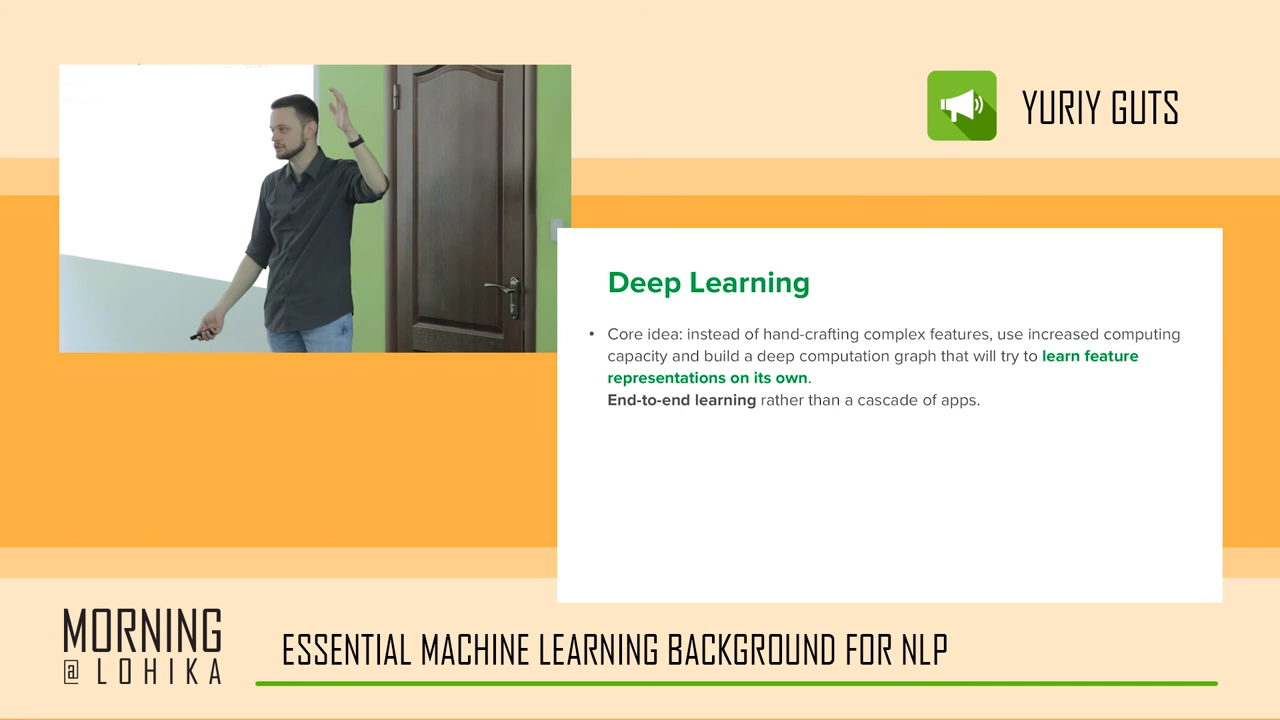 YURIY GUTS
Deep Learning
• Core idea: instead of hand-crafting complex features, use increased computing
capacity and build a deep computation graph that will try to learn feature
representations on its own.
End-to-end learning rather than a cascade of apps.
MORNING
@ LOHIKA
ESSENTIAL MACHINE LEARNING BACKGROUND FOR NLP